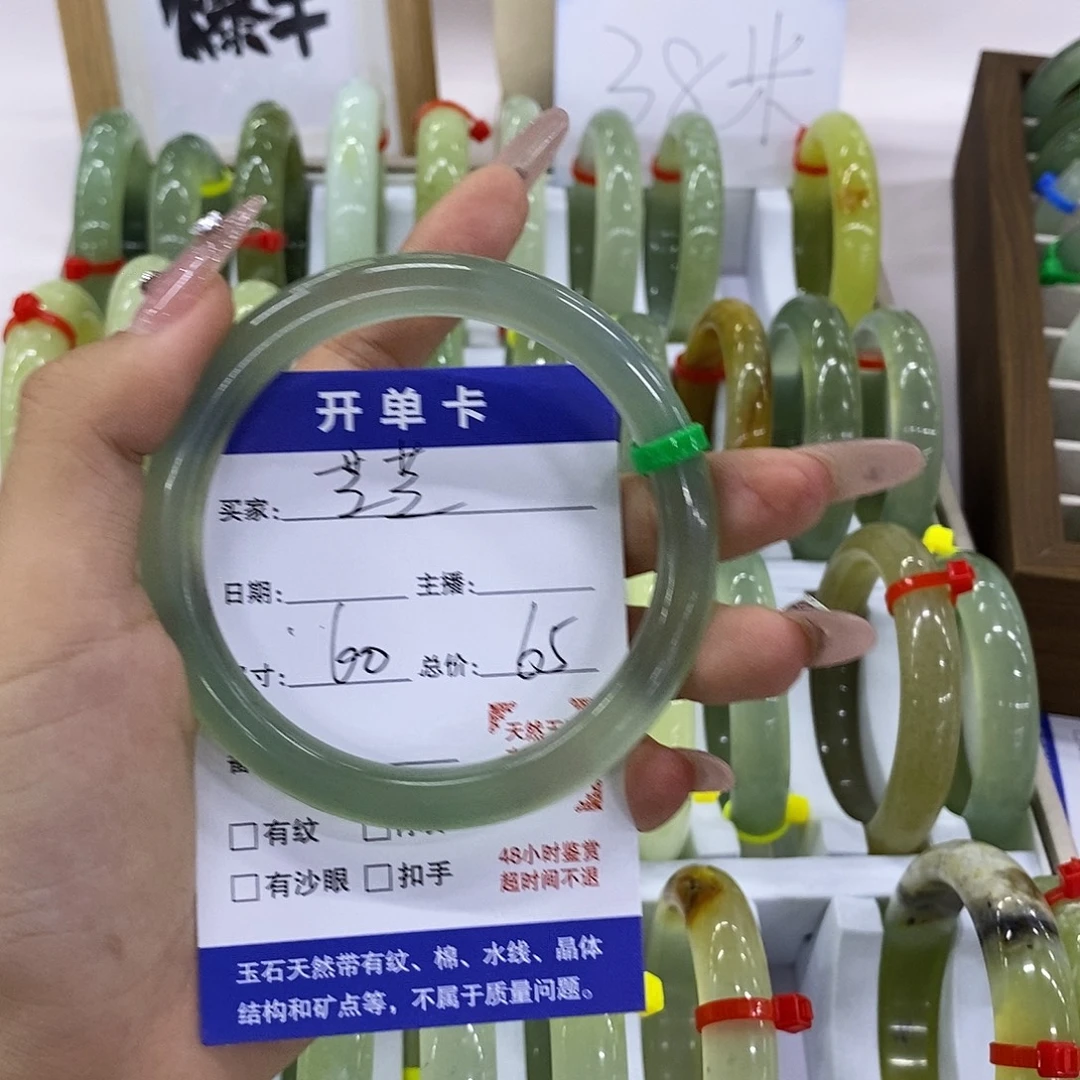 爆
38米
开单卡
买家: 芸芸
日期: 主播:
寸: 60 总价: 65
天然
有纹
有沙眼 扣手
48小时鉴赏
超时间不退
玉石天然带有纹、棉、水线、晶体
结构和矿点等，不属于质量问题。